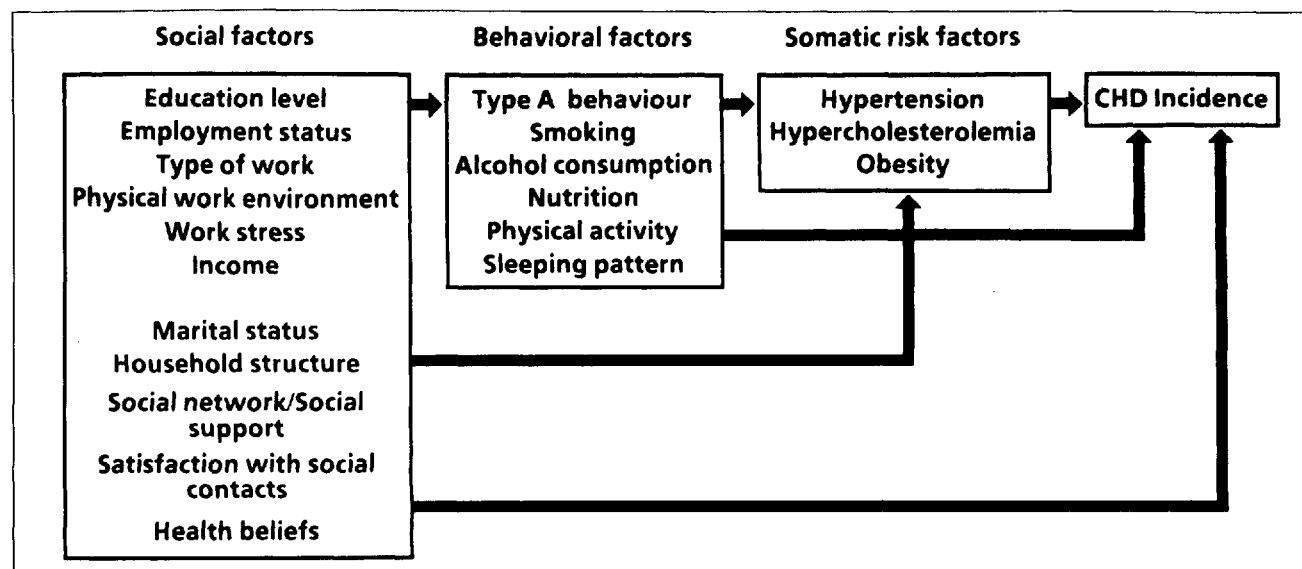 Social factors
Behavioral factors
Somatic risk factors
Education level
Employment status
Type of work
Physical work environment
Work stress
Income
Marital status
Household structure
Social network/Social
support
Satisfaction with social
contacts
Health beliefs
Type A behaviour
Smoking
Alcohol consumption
Nutrition
Physical activity
Sleeping pattern
Hypertension
Hypercholesterolemia
Obesity
CHD Incidence